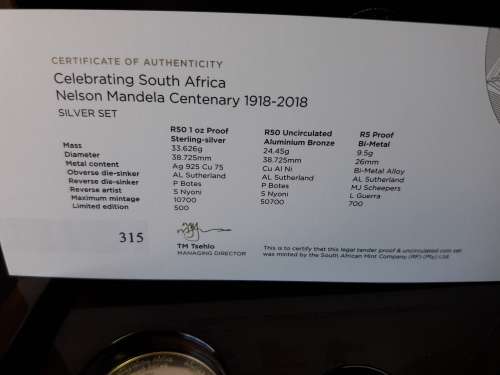 CERTIFICATE OF AUTHENTICITY
Celebrating South Africa
Nelson Mandela Centenary 1918-2018
SILVER SET
R50 1 oz Proof R50 Uncirculated R5 Proof
Sterling-silver Aluminium Bronze Bi-Metal
Mass 33.626g 24.45g 9.5g
Diameter 38.725mm 38.725mm 26mm
Metal content Ag 925 Cu 75 Cu Al Ni Bi-Metal Alloy
Obverse die-sinker AL Sutherland AL Sutherland AL Sutherland
Reverse die-sinker P Botes P Botes MJ Scheepers
Reverse artist S Nyoni S Nyoni L Guerra
Maximum mintage 10700 50700 700
Limited edition 500
315
TM Tsehlo
MANAGING DIRECTOR
This is to certify that this legal tender proof & uncirculated coin set
was minted by the South African Mint Company (RF) (Pty) Ltd.